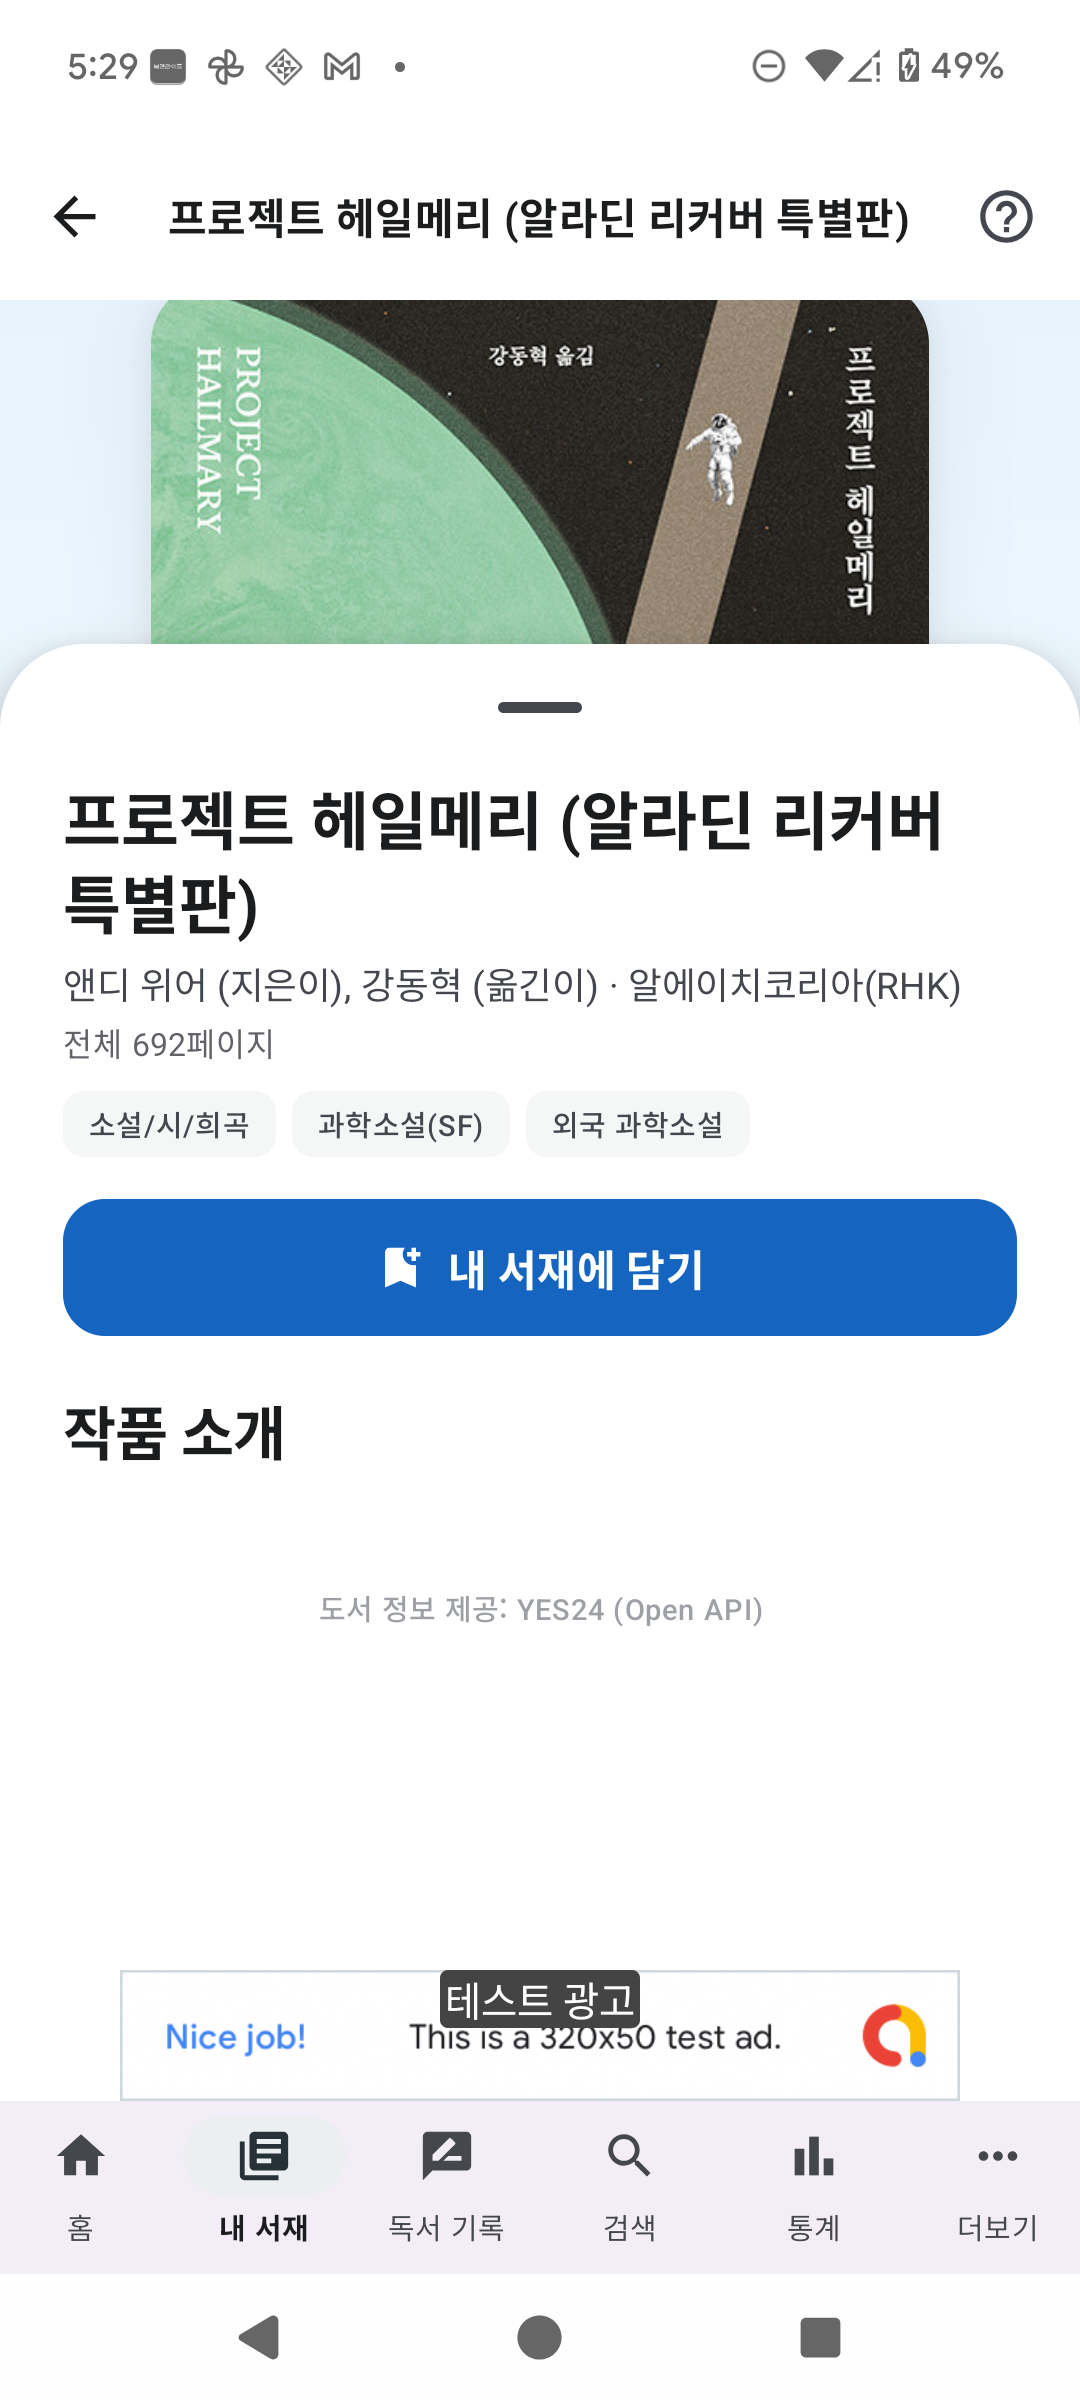 5:29
49%
프로젝트 헤일메리 (알라딘 리커버 특별판)
PROJECT
HAILMARY
강동혁 옮김
프로젝트 헤일메리
프로젝트 헤일메리 (알라딘 리커버
특별판)
앤디 위어 (지은이), 강동혁 (옮긴이) · 알에이치코리아(RHK)
전체 692페이지
소설/시/희곡 과학소설(SF) 외국 과학소설
내 서재에 담기
작품 소개
도서 정보 제공: YES24 (Open API)
테스트 광고
Nice job! This is a 320x50 test ad.
홈 내 서재 독서 기록 검색 통계 더보기